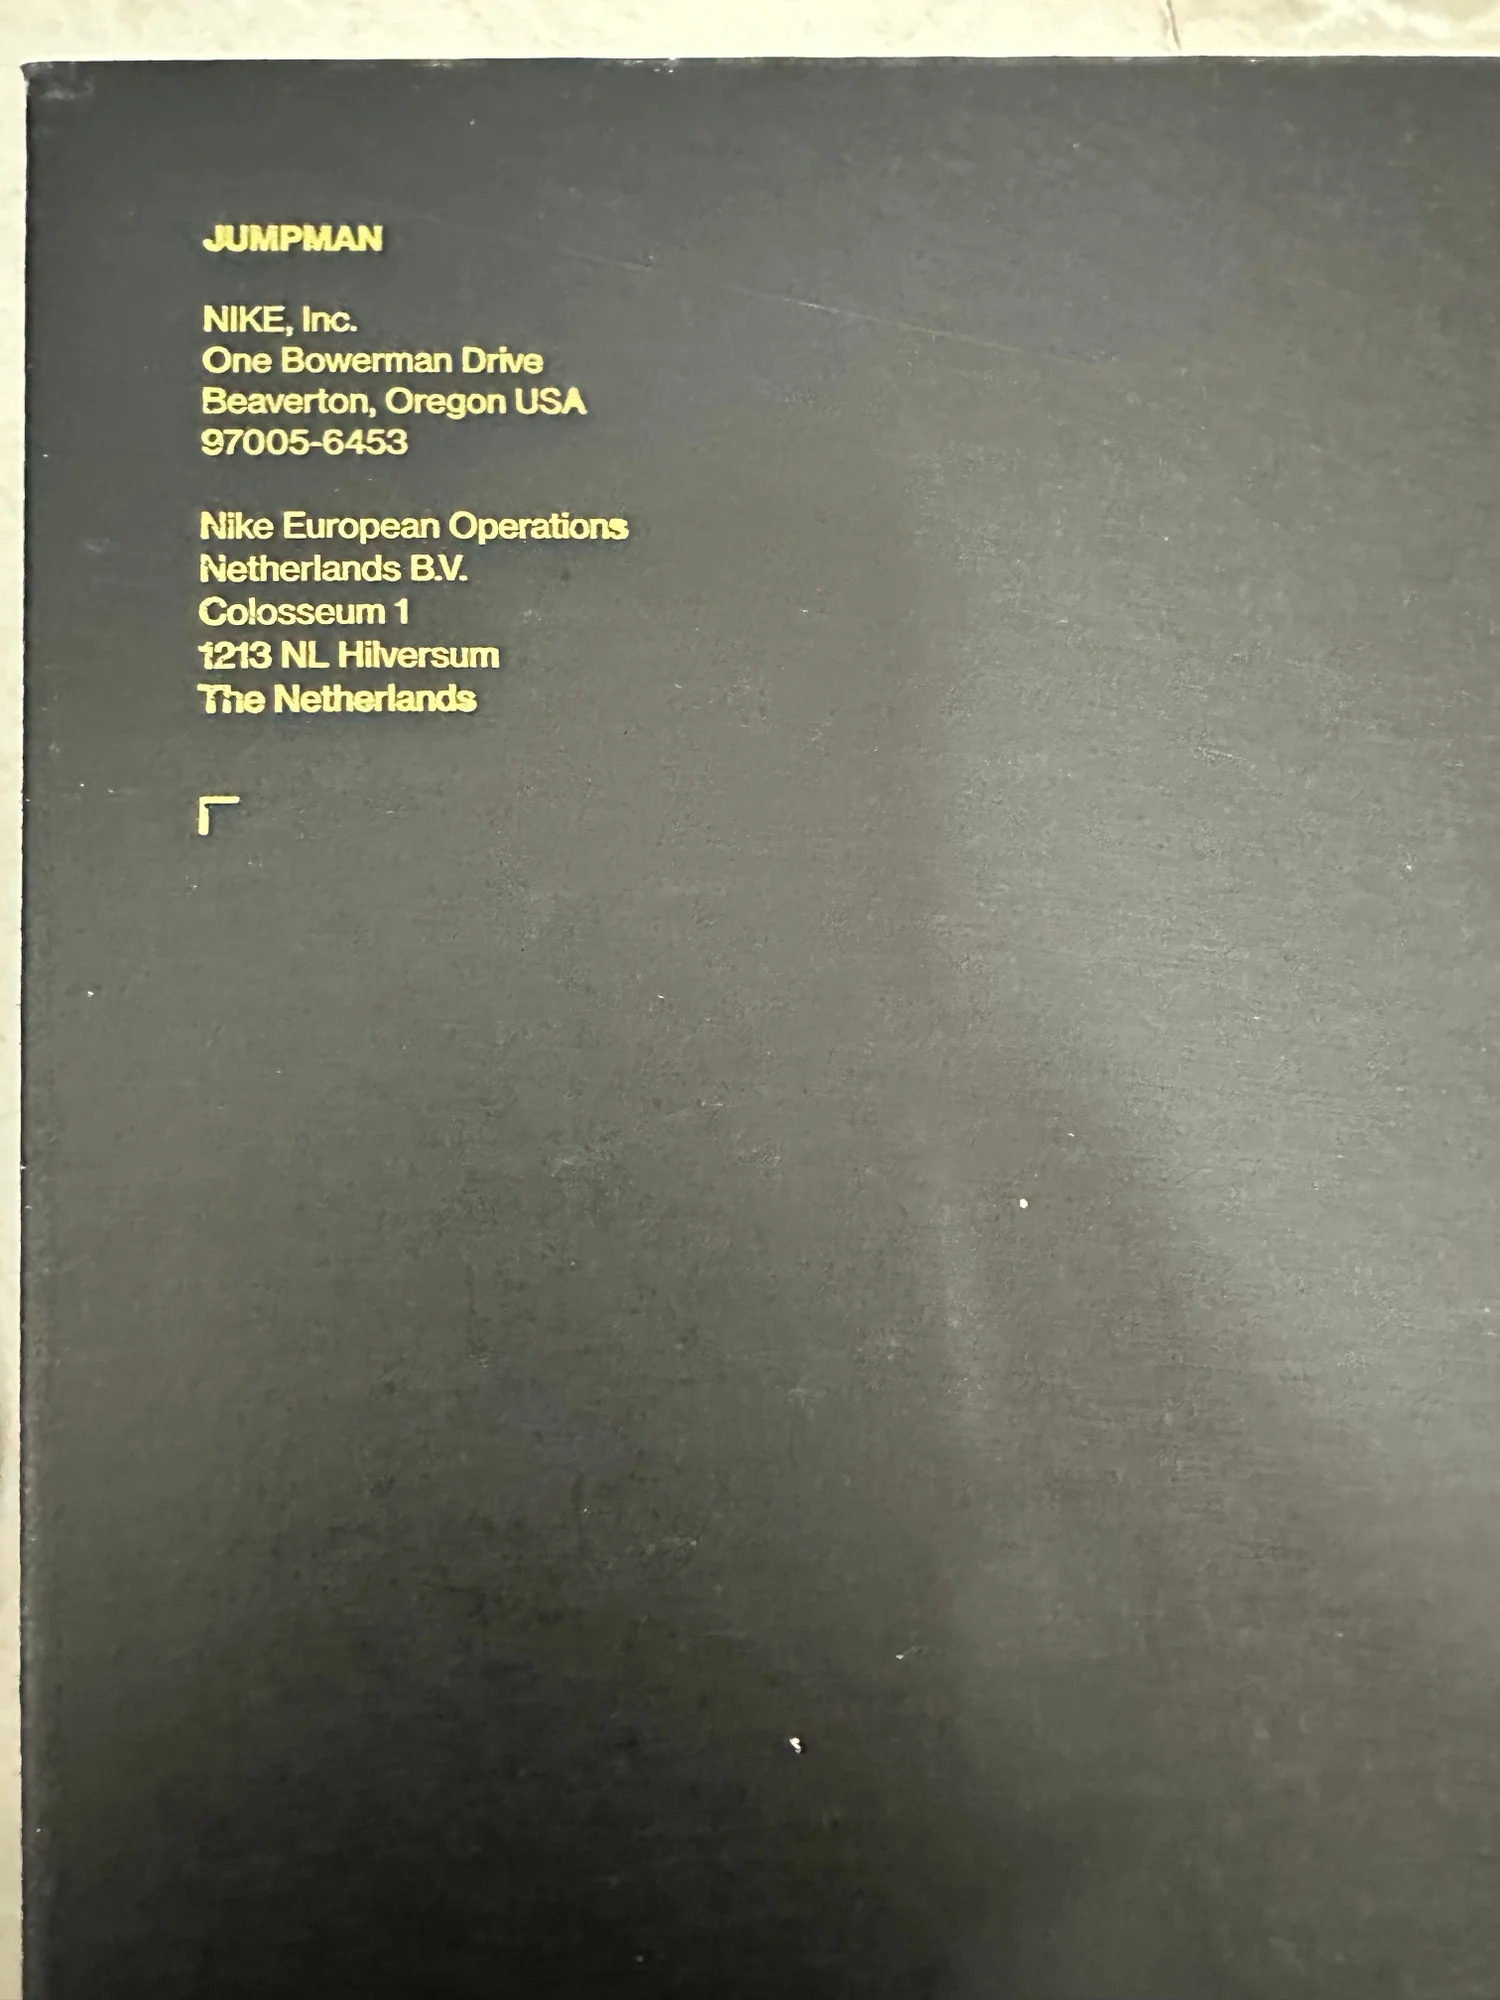 JUMPMAN
NIKE, Inc.
One Bowerman Drive
Beaverton, Oregon USA
97005-6453
Nike European Operations
Netherlands B.V.
Colosseum 1
1213 NL Hilversum
The Netherlands